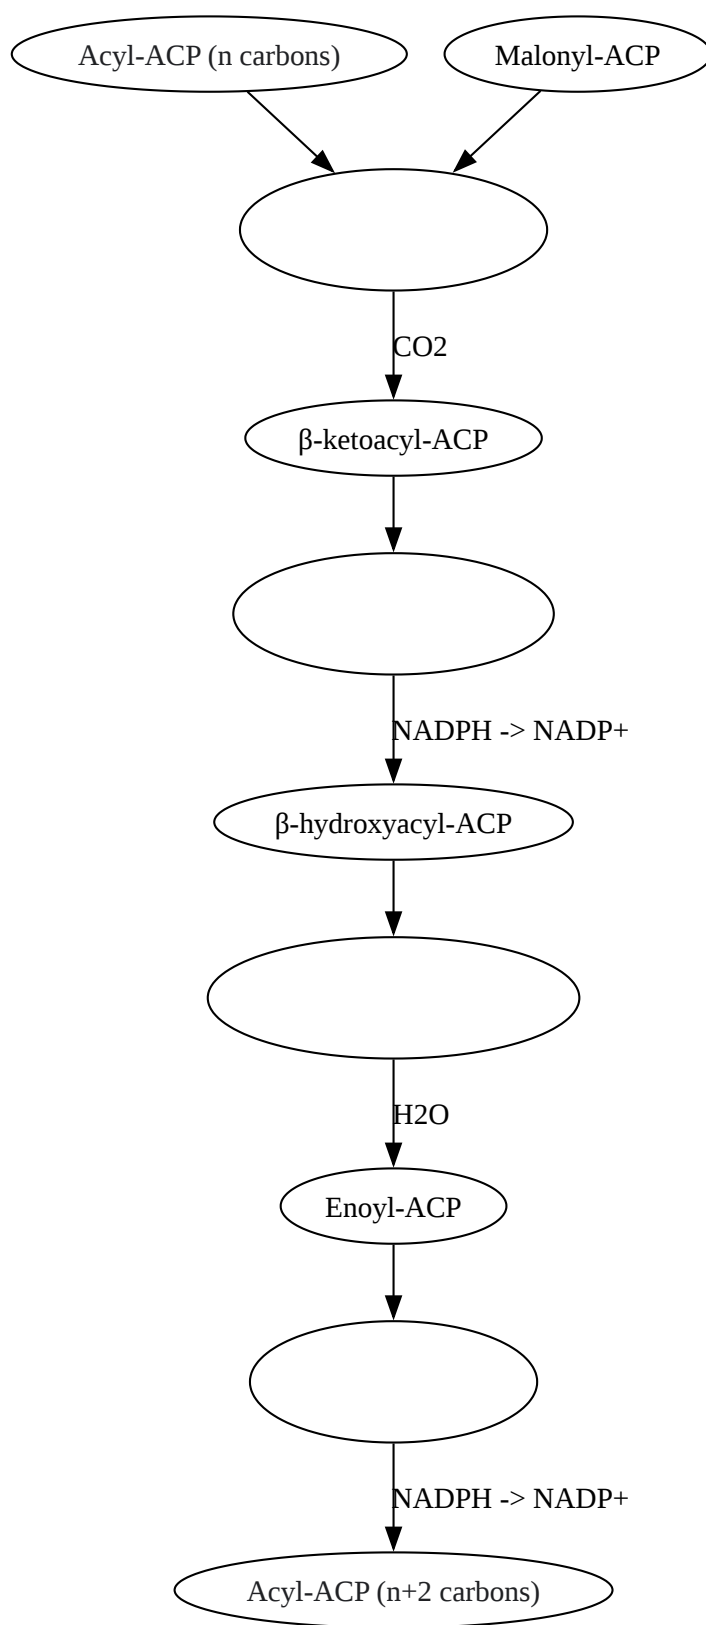 Acyl-ACP (n carbons)
Malonyl-ACP
CO2
β-ketoacyl-ACP
NADPH -> NADP+
β-hydroxyacyl-ACP
H2O
Enoyl-ACP
NADPH -> NADP+
Acyl-ACP (n+2 carbons)